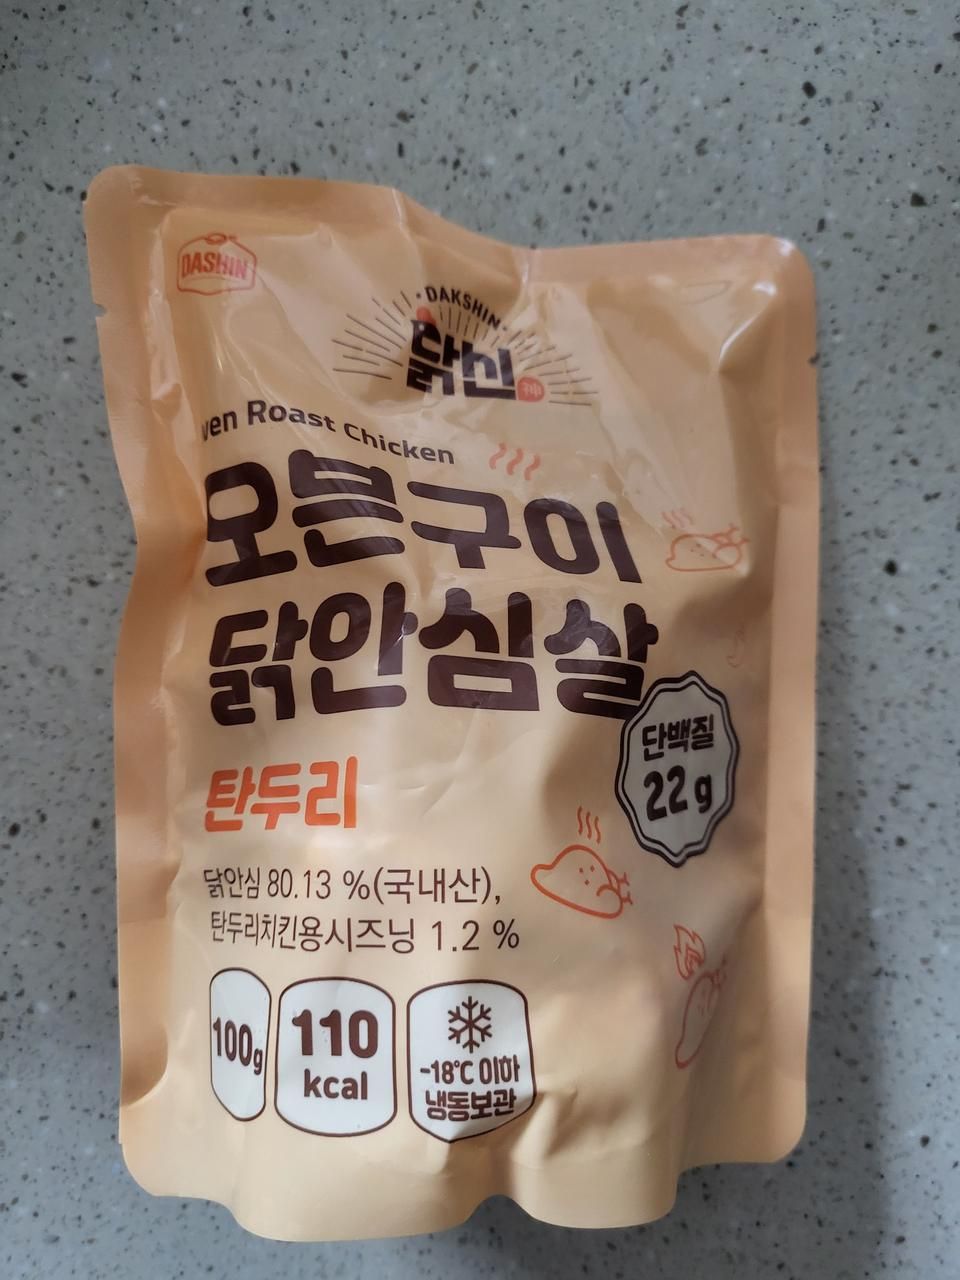 DASHIN
· DAKSHIN ·
닭신
神
ven Roast Chicken
오븐구이
닭안심살
단백질
22 g
탄두리
닭안심 80.13 %(국내산),
탄두리치킨용시즈닝 1.2 %
100g
110
kcal
-18℃ 이하
냉동보관